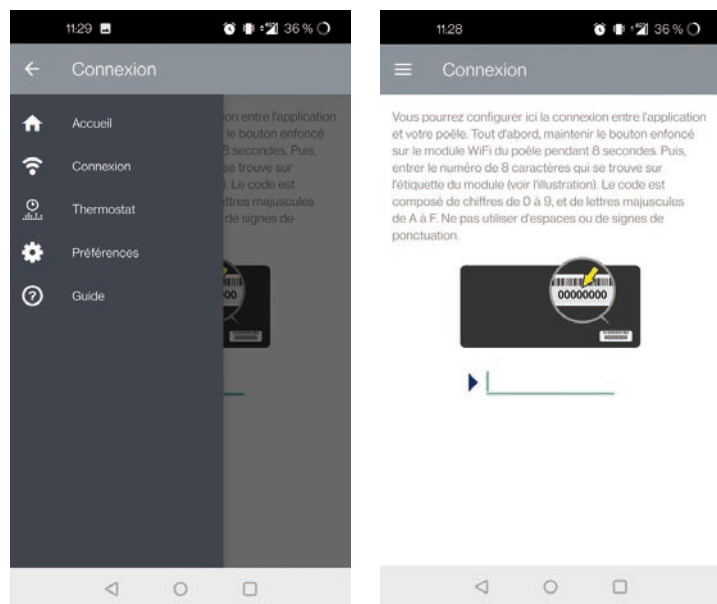 11:29
36 %
Connexion
Accueil
Connexion
Thermostat
Préférences
Guide
on entre l'application
le bouton enfoncé
8 secondes. Puis,
se trouve sur
). Le code est
ttres majuscules
de signes de
00
11:28
36 %
Connexion
Vous pourrez configurer ici la connexion entre l'application
et votre poêle. Tout d'abord, maintenir le bouton enfoncé
sur le module WiFi du poêle pendant 8 secondes. Puis,
entrer le numéro de 8 caractères qui se trouve sur
l'étiquette du module (voir l'illustration). Le code est
composé de chiffres de 0 à 9, et de lettres majuscules
de A à F. Ne pas utiliser d'espaces ou de signes de
ponctuation.
00000000